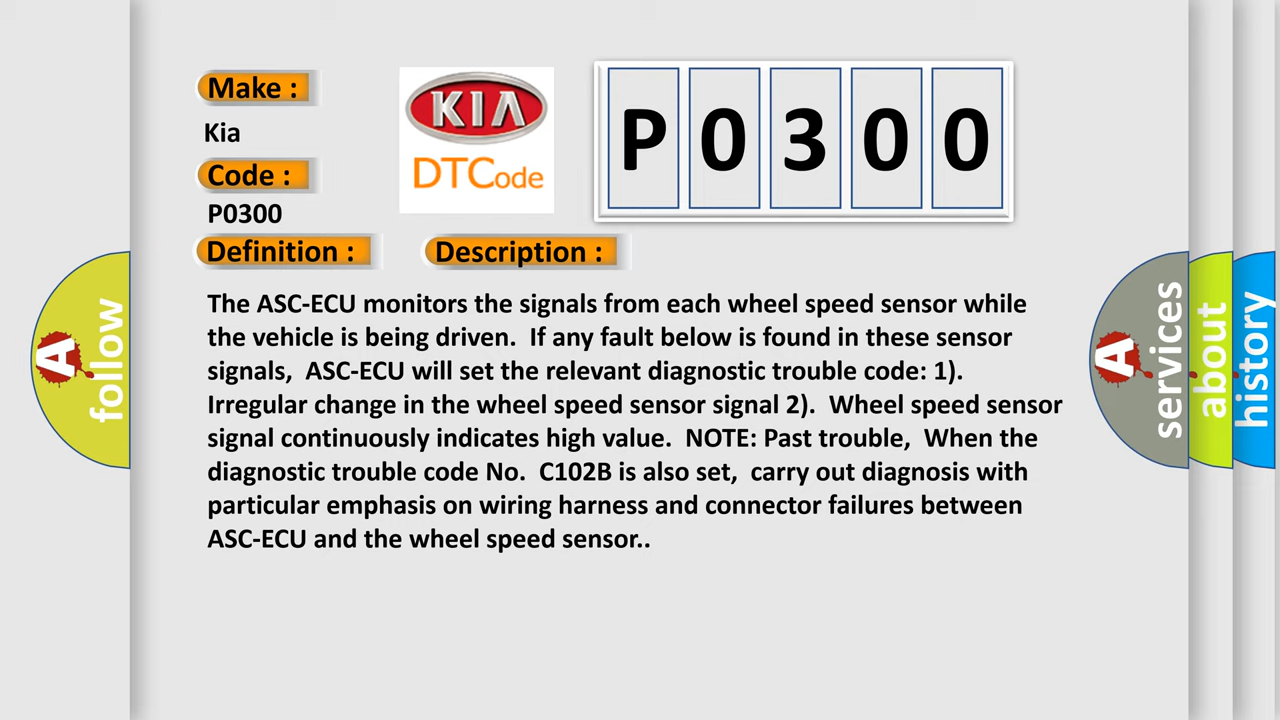 Make :
Kia
Code :
P0300
KIA
DTCode
P0300
Definition :
Description :
The ASC-ECU monitors the signals from each wheel speed sensor while
the vehicle is being driven.  If any fault below is found in these sensor
signals,  ASC-ECU will set the relevant diagnostic trouble code: 1).
Irregular change in the wheel speed sensor signal 2).  Wheel speed sensor
signal continuously indicates high value.  NOTE: Past trouble,  When the
diagnostic trouble code No.  C102B is also set,  carry out diagnosis with
particular emphasis on wiring harness and connector failures between
ASC-ECU and the wheel speed sensor..
A follow
A services
about
history